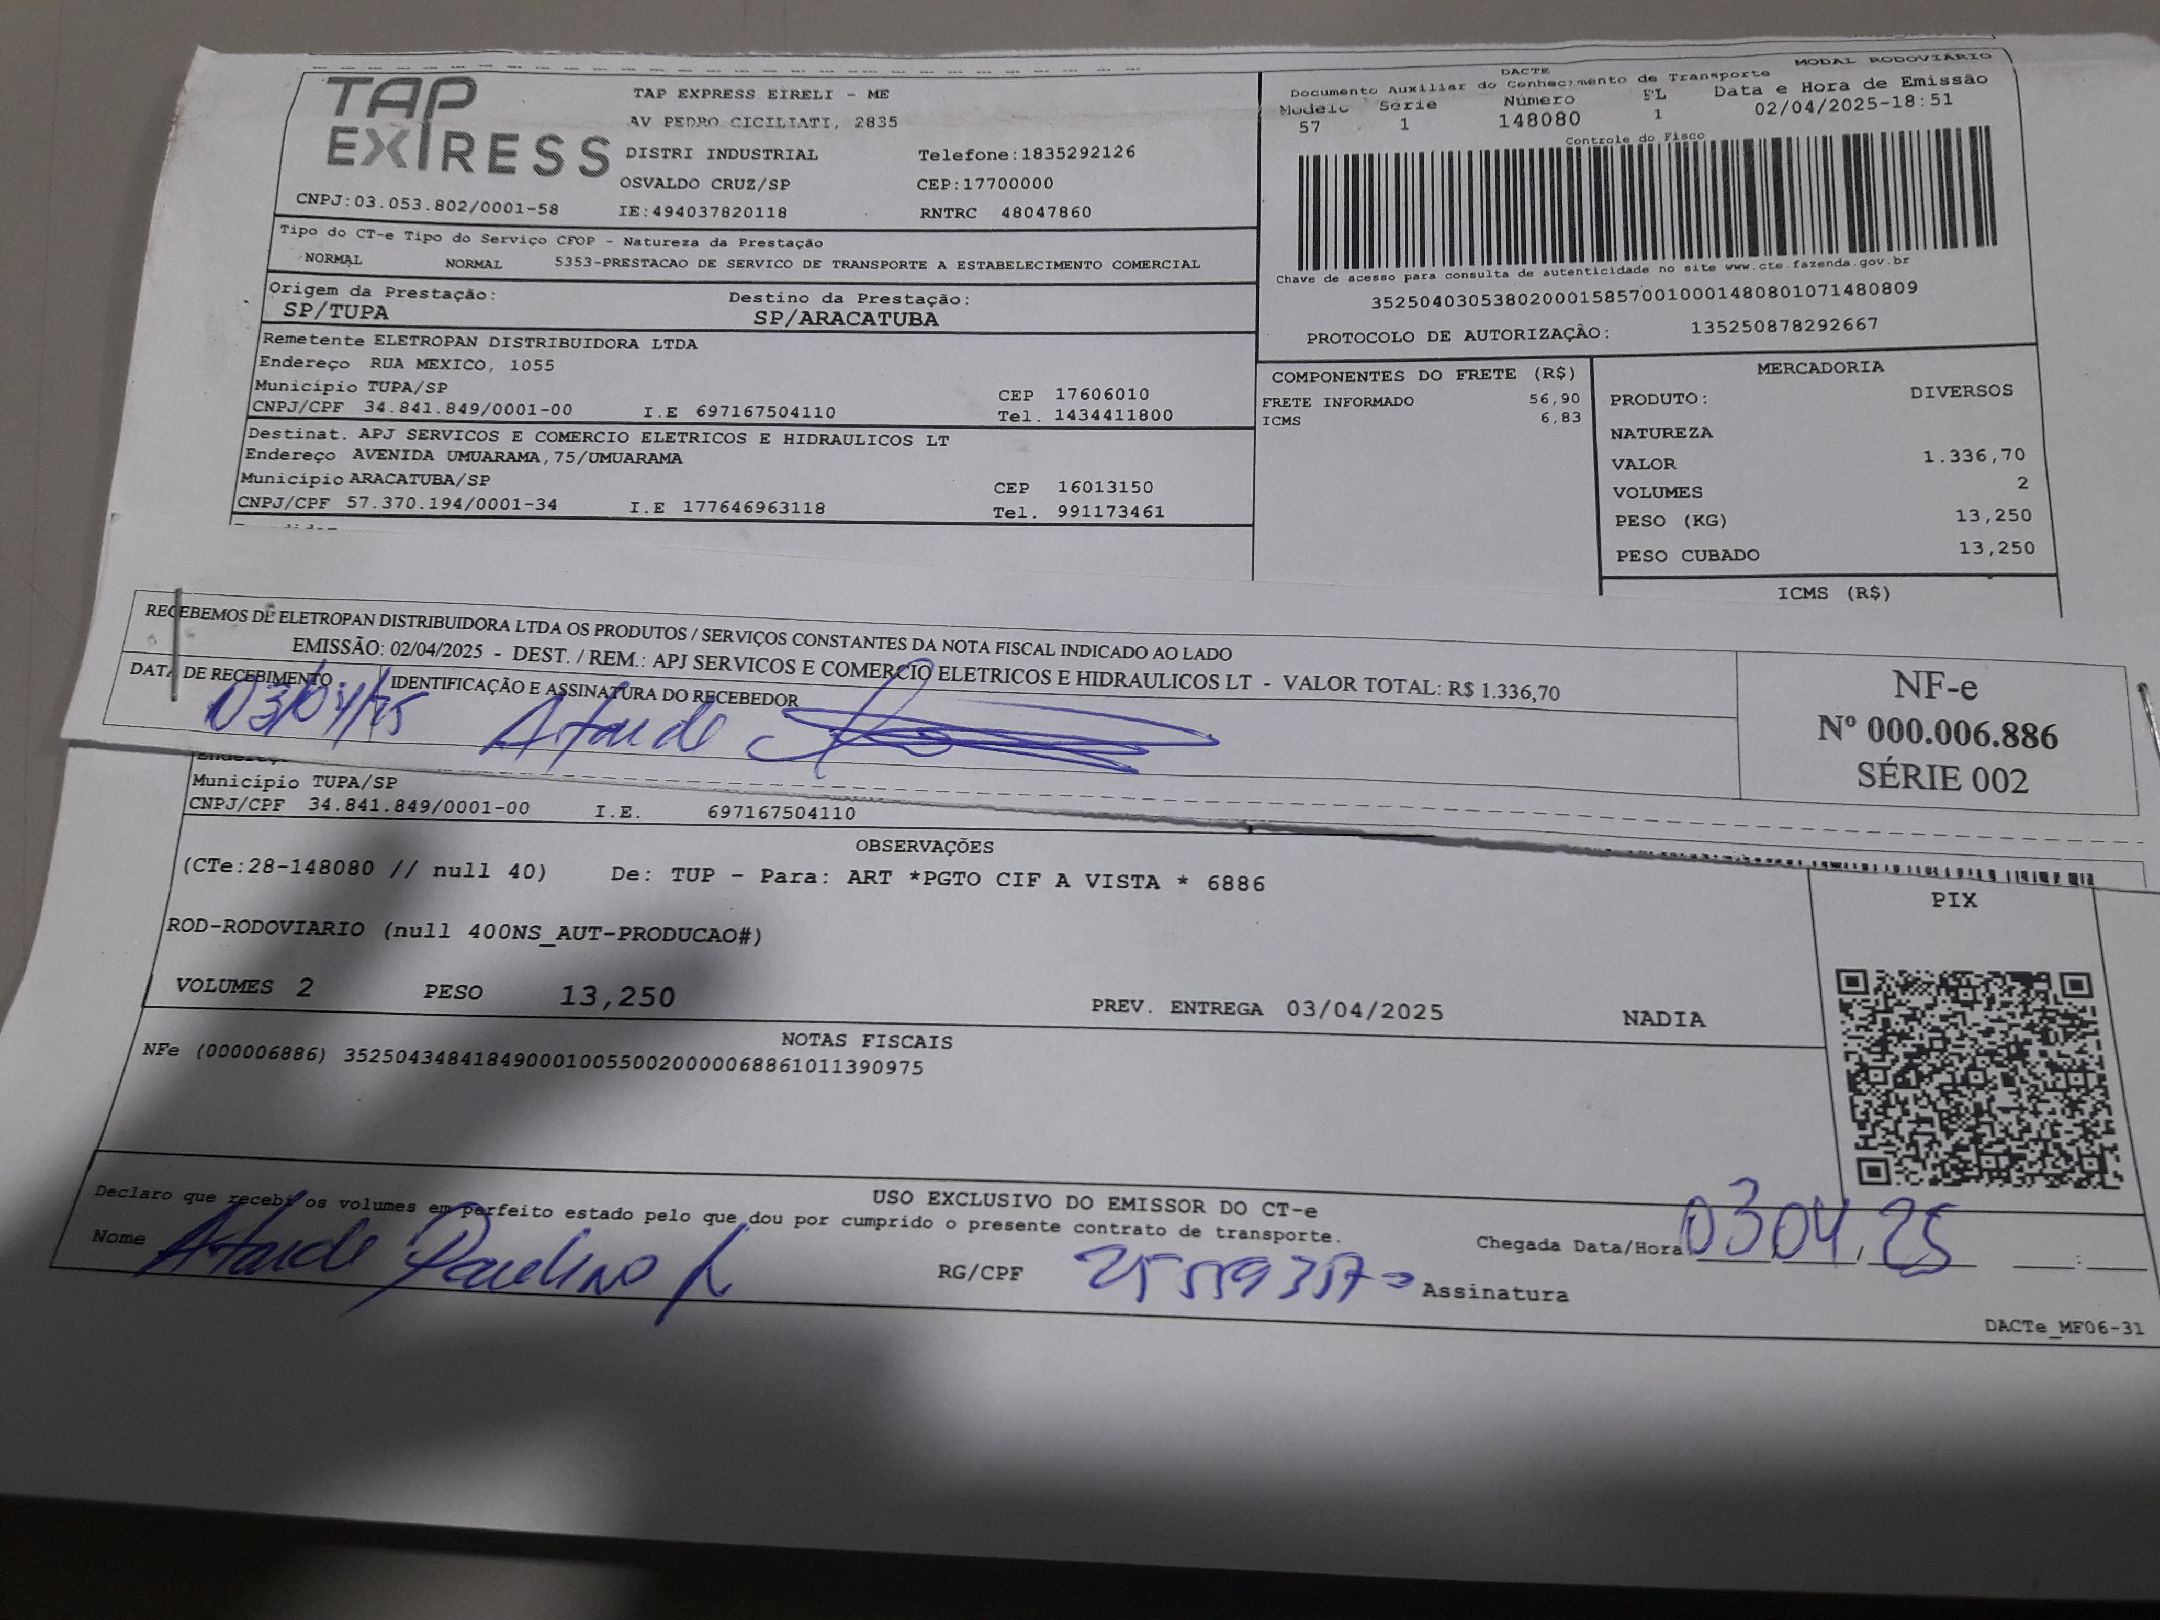 MODAL RODOVIÁRIO
TAP
EXPRESS
TAP EXPRESS EIRELI - ME
AV PEDRO CICILIATI, 2835
DISTRI INDUSTRIAL Telefone:1835292126
OSVALDO CRUZ/SP CEP:17700000
CNPJ:03.053.802/0001-58 IE:494037820118 RNTRC 48047860
DACTE
Documento Auxiliar do Conhecimento de Transporte
Modelo Série Número FL Data e Hora de Emissão
57 1 148080 1 02/04/2025-18:51
Controle do Fisco
Chave de acesso para consulta de autenticidade no site www.cte.fazenda.gov.br
35250403053802000158570010001480801071480809
PROTOCOLO DE AUTORIZAÇÃO: 135250878292667
Tipo do CT-e Tipo do Serviço CFOP - Natureza da Prestação
NORMAL NORMAL 5353-PRESTACAO DE SERVICO DE TRANSPORTE A ESTABELECIMENTO COMERCIAL
Origem da Prestação: Destino da Prestação:
SP/TUPA SP/ARACATUBA
Remetente ELETROPAN DISTRIBUIDORA LTDA
Endereço RUA MEXICO, 1055
Município TUPA/SP CEP 17606010
CNPJ/CPF 34.841.849/0001-00 I.E 697167504110 Tel. 1434411800
Destinat. APJ SERVICOS E COMERCIO ELETRICOS E HIDRAULICOS LT
Endereço AVENIDA UMUARAMA,75/UMUARAMA
Município ARACATUBA/SP CEP 16013150
CNPJ/CPF 57.370.194/0001-34 I.E 177646963118 Tel. 991173461
COMPONENTES DO FRETE (R$)
FRETE INFORMADO 56,90
ICMS 6,83
MERCADORIA
PRODUTO: DIVERSOS
NATUREZA
VALOR 1.336,70
VOLUMES 2
PESO (KG) 13,250
PESO CUBADO 13,250
ICMS (R$)
RECEBEMOS DE ELETROPAN DISTRIBUIDORA LTDA OS PRODUTOS / SERVIÇOS CONSTANTES DA NOTA FISCAL INDICADO AO LADO
EMISSÃO: 02/04/2025 - DEST. / REM.: APJ SERVICOS E COMERCIO ELETRICOS E HIDRAULICOS LT - VALOR TOTAL: R$ 1.336,70
DATA DE RECEBIMENTO IDENTIFICAÇÃO E ASSINATURA DO RECEBEDOR
03/04/25 Ataide
NF-e
Nº 000.006.886
SÉRIE 002
Município TUPA/SP
CNPJ/CPF 34.841.849/0001-00 I.E. 697167504110
OBSERVAÇÕES
(CTe:28-148080 // null 40) De: TUP - Para: ART *PGTO CIF A VISTA * 6886
ROD-RODOVIARIO (null 400NS_AUT-PRODUCAO#)
VOLUMES 2 PESO 13,250 PREV. ENTREGA 03/04/2025 NADIA
PIX
NOTAS FISCAIS
NFe (000006886) 35250434841849000100550020000068861011390975
USO EXCLUSIVO DO EMISSOR DO CT-e
Declaro que recebi os volumes em perfeito estado pelo que dou por cumprido o presente contrato de transporte.
Nome Ataide Paulino RG/CPF Chegada Data/Hora 03/04/25 :
Assinatura
DACTe_MF06-31